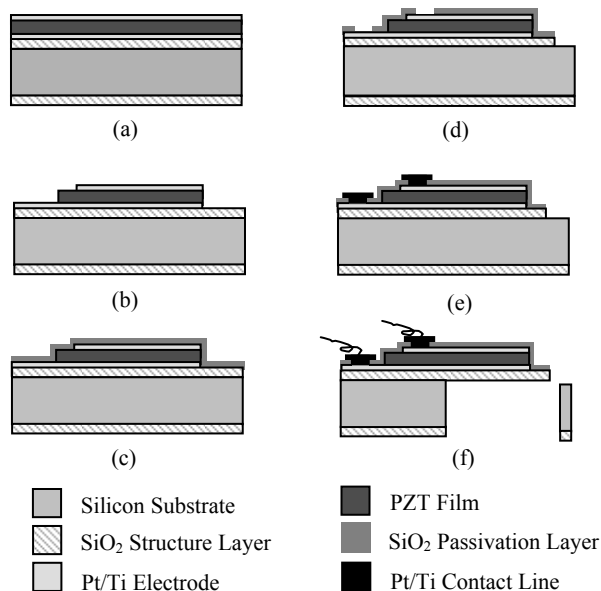 (a)
(d)
(b)
(e)
(c)
(f)
Silicon Substrate
PZT Film
SiO₂ Structure Layer
SiO₂ Passivation Layer
Pt/Ti Electrode
Pt/Ti Contact Line